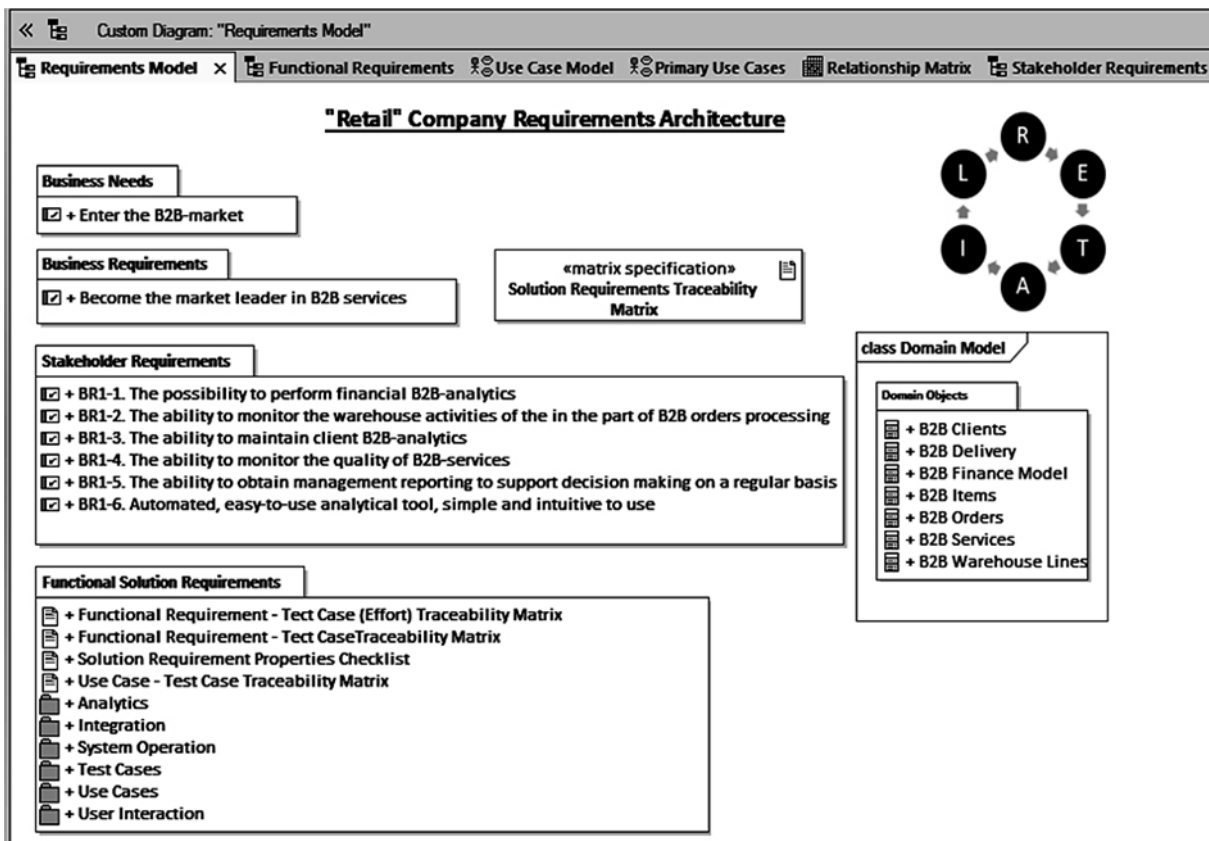 Custom Diagram: "Requirements Model"
Requirements Model X Functional Requirements Use Case Model Primary Use Cases Relationship Matrix Stakeholder Requirements
"Retail" Company Requirements Architecture
R
E
T
A
I
L
Business Needs
+ Enter the B2B-market
Business Requirements
+ Become the market leader in B2B services
«matrix specification»
Solution Requirements Traceability
Matrix
Stakeholder Requirements
+ BR1-1. The possibility to perform financial B2B-analytics
+ BR1-2. The ability to monitor the warehouse activities of the in the part of B2B orders processing
+ BR1-3. The ability to maintain client B2B-analytics
+ BR1-4. The ability to monitor the quality of B2B-services
+ BR1-5. The ability to obtain management reporting to support decision making on a regular basis
+ BR1-6. Automated, easy-to-use analytical tool, simple and intuitive to use
class Domain Model
Domain Objects
+ B2B Clients
+ B2B Delivery
+ B2B Finance Model
+ B2B Items
+ B2B Orders
+ B2B Services
+ B2B Warehouse Lines
Functional Solution Requirements
+ Functional Requirement - Tect Case (Effort) Traceability Matrix
+ Functional Requirement - Tect CaseTraceability Matrix
+ Solution Requirement Properties Checklist
+ Use Case - Test Case Traceability Matrix
+ Analytics
+ Integration
+ System Operation
+ Test Cases
+ Use Cases
+ User Interaction